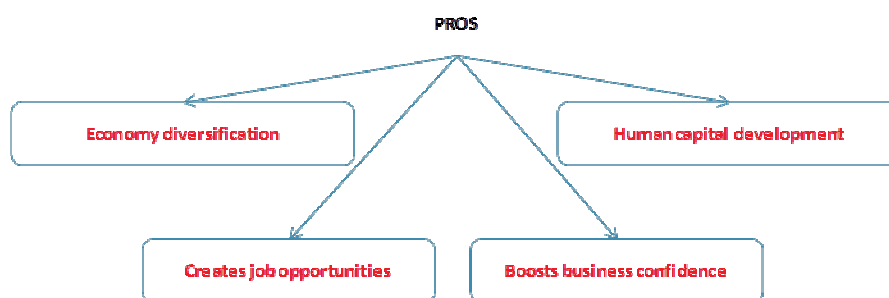 PROS
Economy diversification
Human capital development
Creates job opportunities
Boosts business confidence